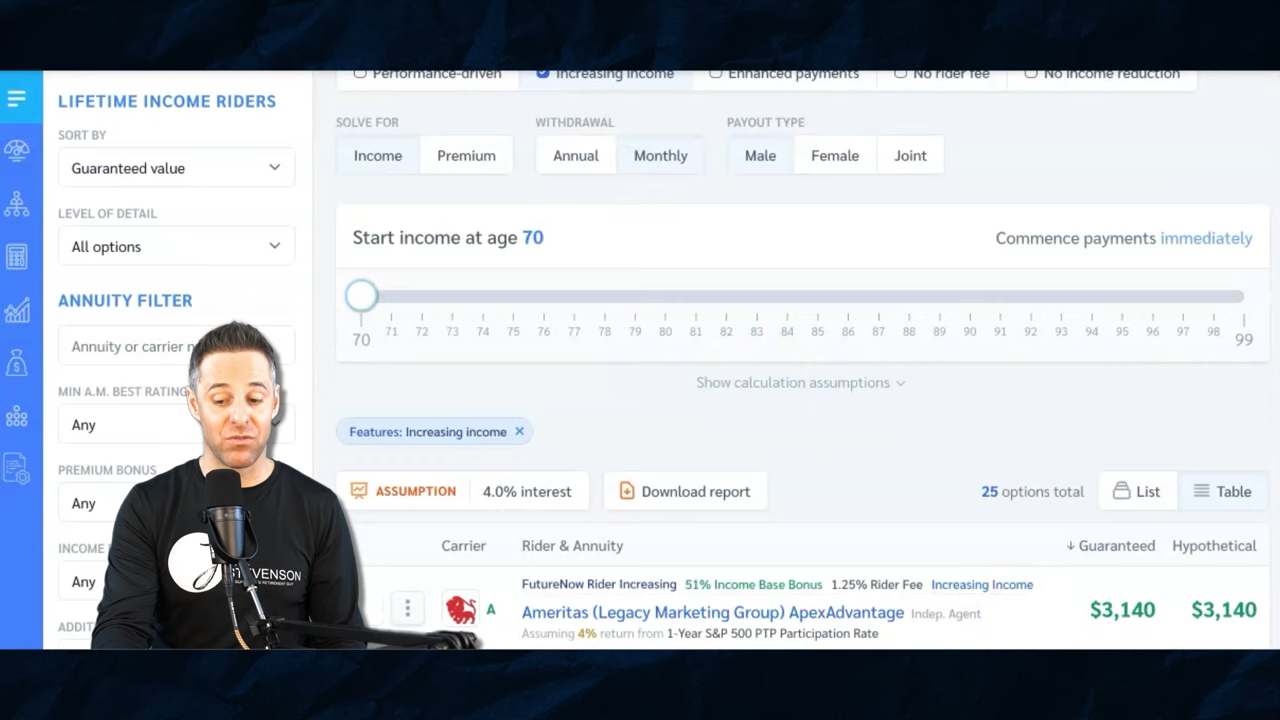 Performance-driven
Increasing income
Enhanced payments
No rider fee
No income reduction
LIFETIME INCOME RIDERS
SORT BY
Guaranteed value
LEVEL OF DETAIL
All options
ANNUITY FILTER
Annuity or carrier
MIN A.M. BEST RATING
Any
PREMIUM BONUS
Any
INCOME
Any
SOLVE FOR
Income Premium
WITHDRAWAL
Annual Monthly
PAYOUT TYPE
Male Female Joint
Start income at age 70
Commence payments immediately
70 71 72 73 74 75 76 77 78 79 80 81 82 83 84 85 86 87 88 89 90 91 92 93 94 95 96 97 98 99
Show calculation assumptions
Features: Increasing income ×
ASSUMPTION 4.0% interest
Download report
25 options total
List Table
Carrier Rider & Annuity ↓ Guaranteed Hypothetical
FutureNow Rider Increasing 51% Income Base Bonus 1.25% Rider Fee Increasing Income
A Ameritas (Legacy Marketing Group) ApexAdvantage Indep. Agent $3,140 $3,140
Assuming 4% return from 1-Year S&P 500 PTP Participation Rate
STEVENSON